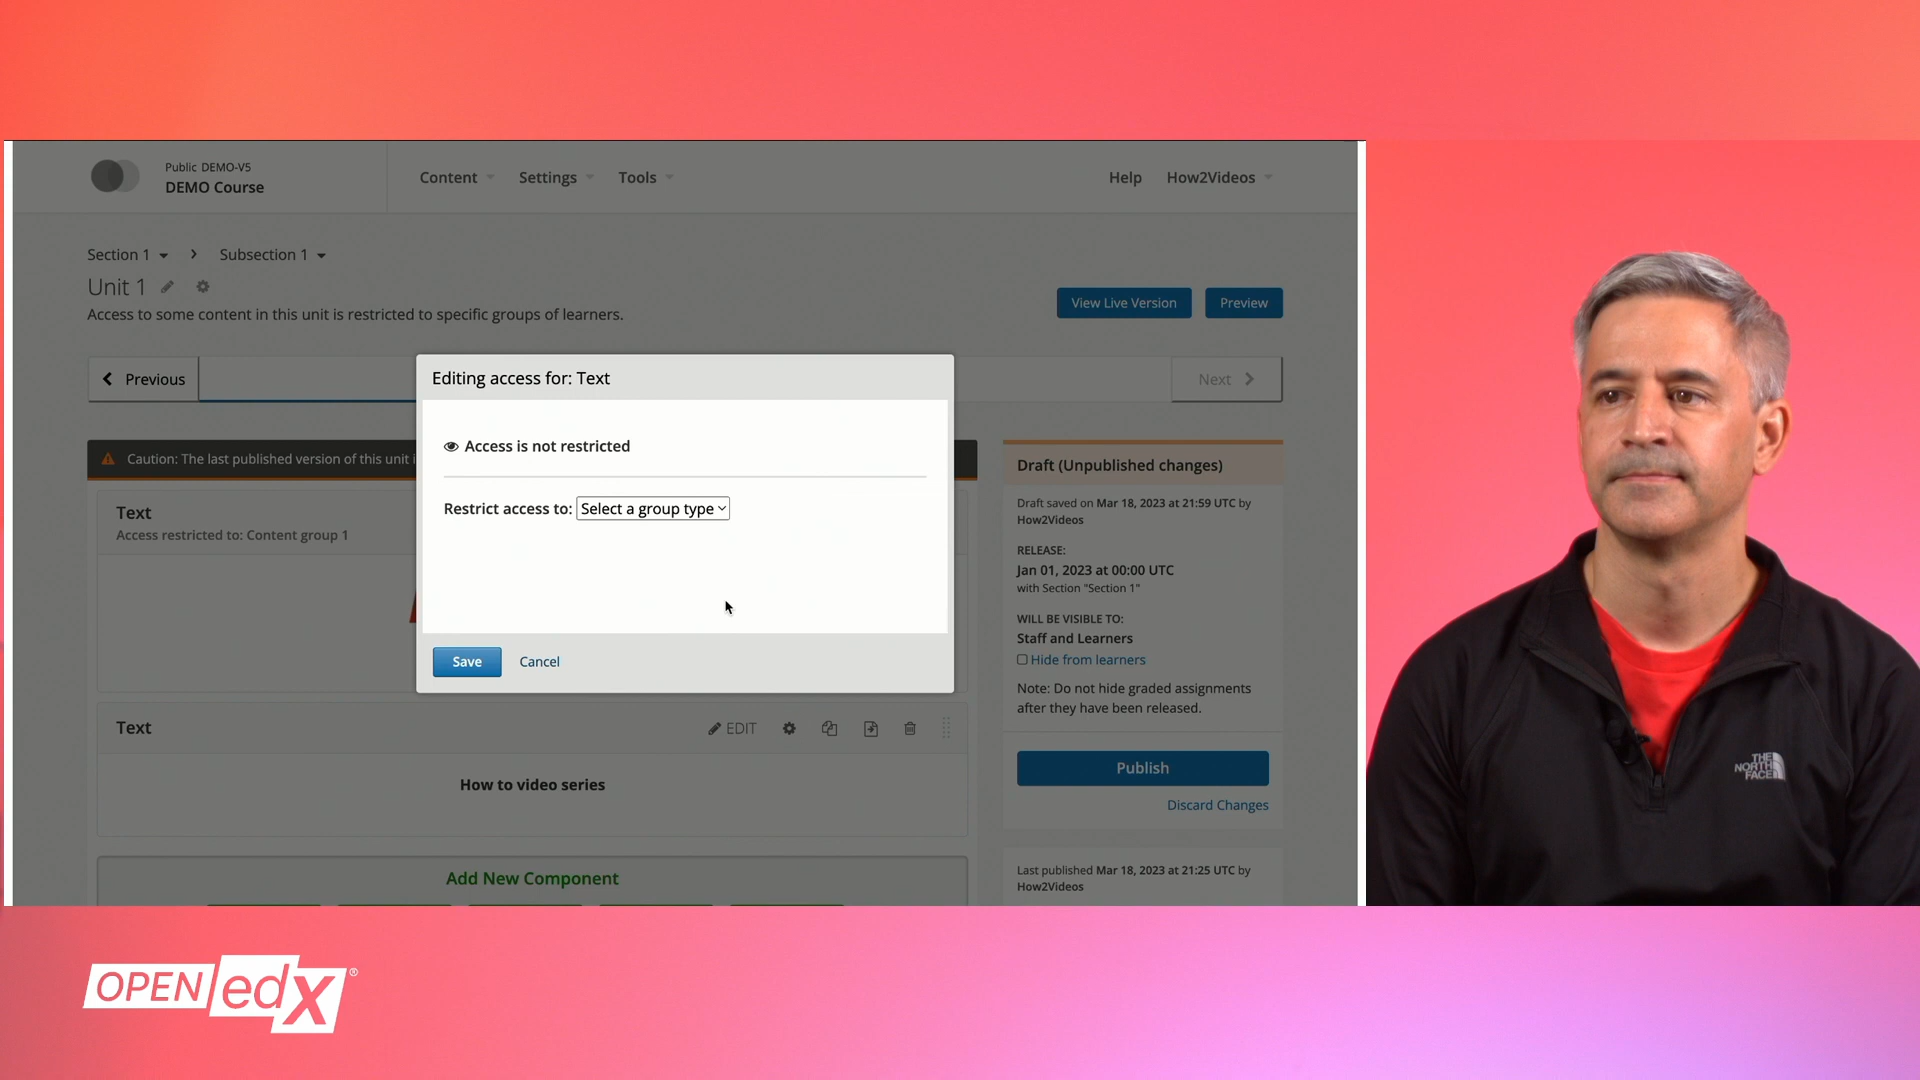 Public DEMO-V5
DEMO Course
Content
Settings
Tools
Help
How2Videos
Section 1
Subsection 1
Unit 1
Access to some content in this unit is restricted to specific groups of learners.
View Live Version
Preview
Previous
Next
Editing access for: Text
Access is not restricted
Restrict access to: Select a group type
Save
Cancel
Caution: The last published version of this unit i
Text
Access restricted to: Content group 1
Text
EDIT
How to video series
Add New Component
Draft (Unpublished changes)
Draft saved on Mar 18, 2023 at 21:59 UTC by
How2Videos
RELEASE:
Jan 01, 2023 at 00:00 UTC
with Section "Section 1"
WILL BE VISIBLE TO:
Staff and Learners
Hide from learners
Note: Do not hide graded assignments
after they have been released.
Publish
Discard Changes
Last published Mar 18, 2023 at 21:25 UTC by
How2Videos
THE
NORTH
FACE
OPEN edX®